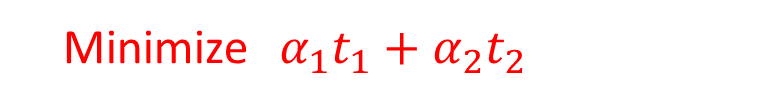 Minimize α₁t₁ + α₂t₂